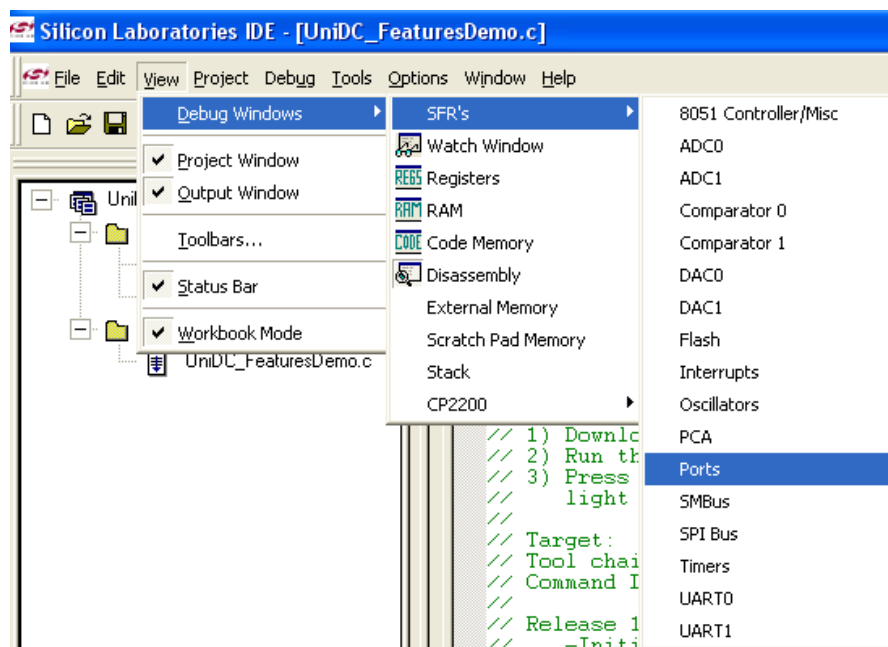 Silicon Laboratories IDE - [UniDC_FeaturesDemo.c]
File Edit View Project Debug Tools Options Window Help
Debug Windows
Project Window
Output Window
Toolbars...
Status Bar
Workbook Mode
SFR's
Watch Window
REGS Registers
RAM RAM
CODE Code Memory
Disassembly
External Memory
Scratch Pad Memory
Stack
CP2200
8051 Controller/Misc
ADC0
ADC1
Comparator 0
Comparator 1
DAC0
DAC1
Flash
Interrupts
Oscillators
PCA
Ports
SMBus
SPI Bus
Timers
UART0
UART1
UniDC_FeaturesDemo.c
// 1)
// 2) Run
// 3) Press
// light
//
// Target:
// Tool
// Command
//
// Release 1
//